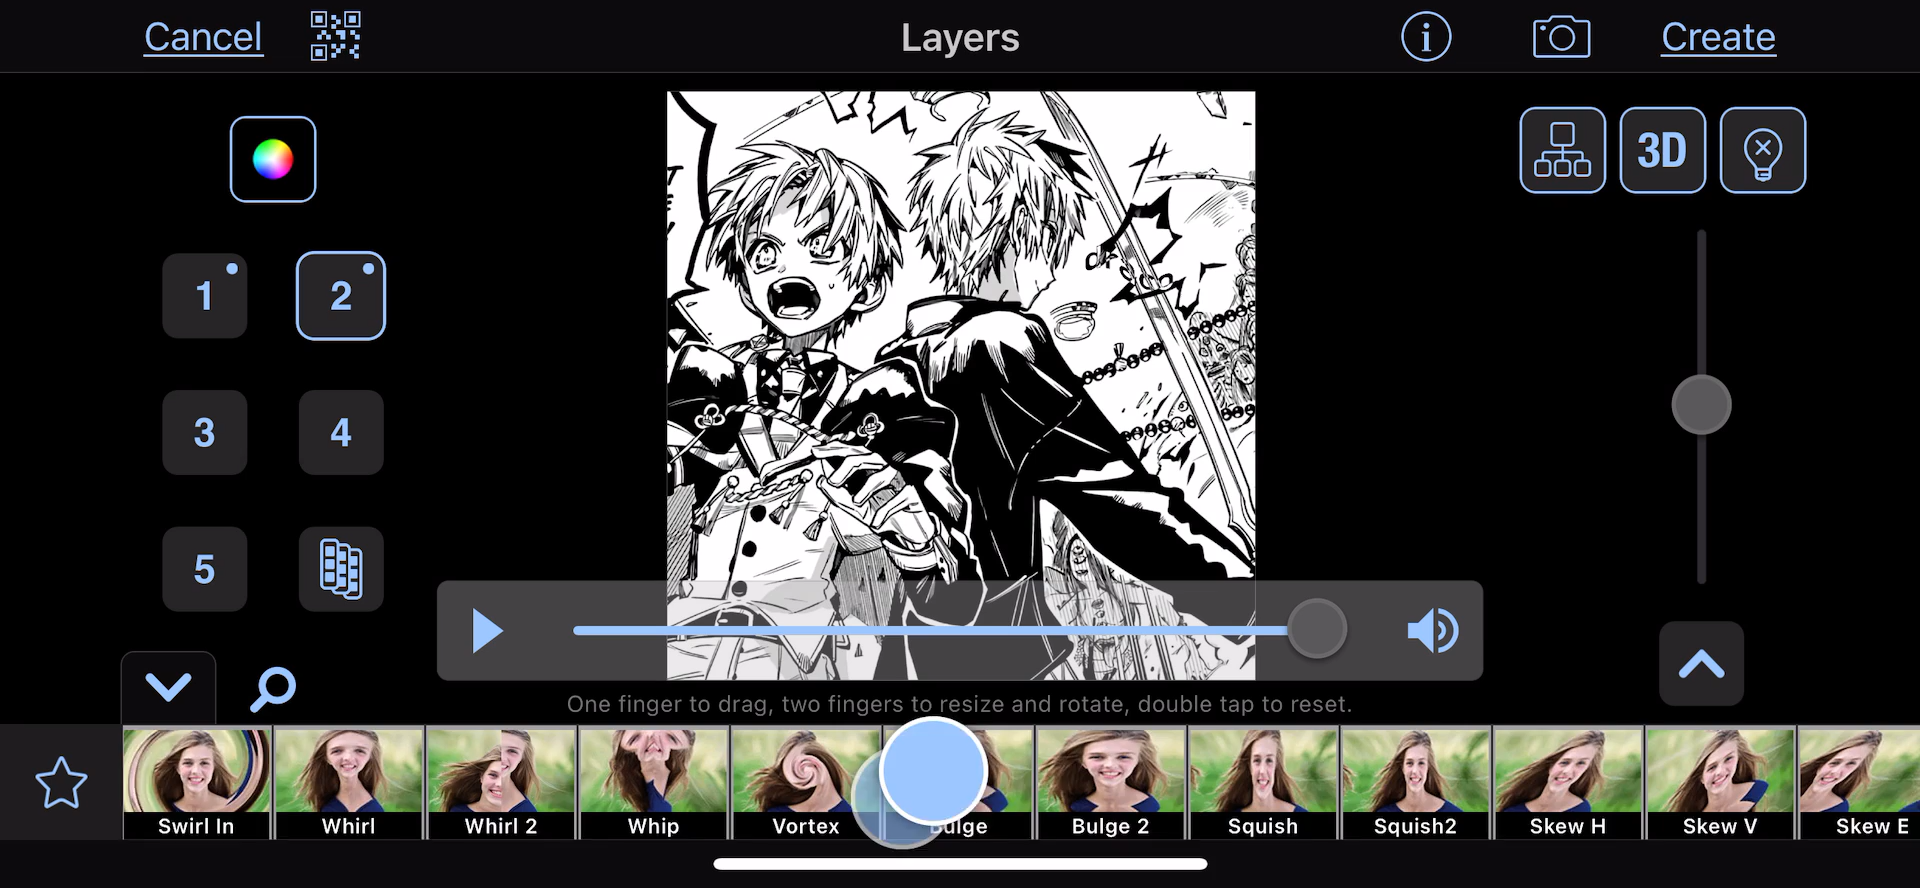 Cancel
Layers
Create
3D
1
2
3
4
5
One finger to drag, two fingers to resize and rotate, double tap to reset.
Swirl In
Whirl
Whirl 2
Whip
Vortex
Bulge
Bulge 2
Squish
Squish2
Skew H
Skew V
Skew E